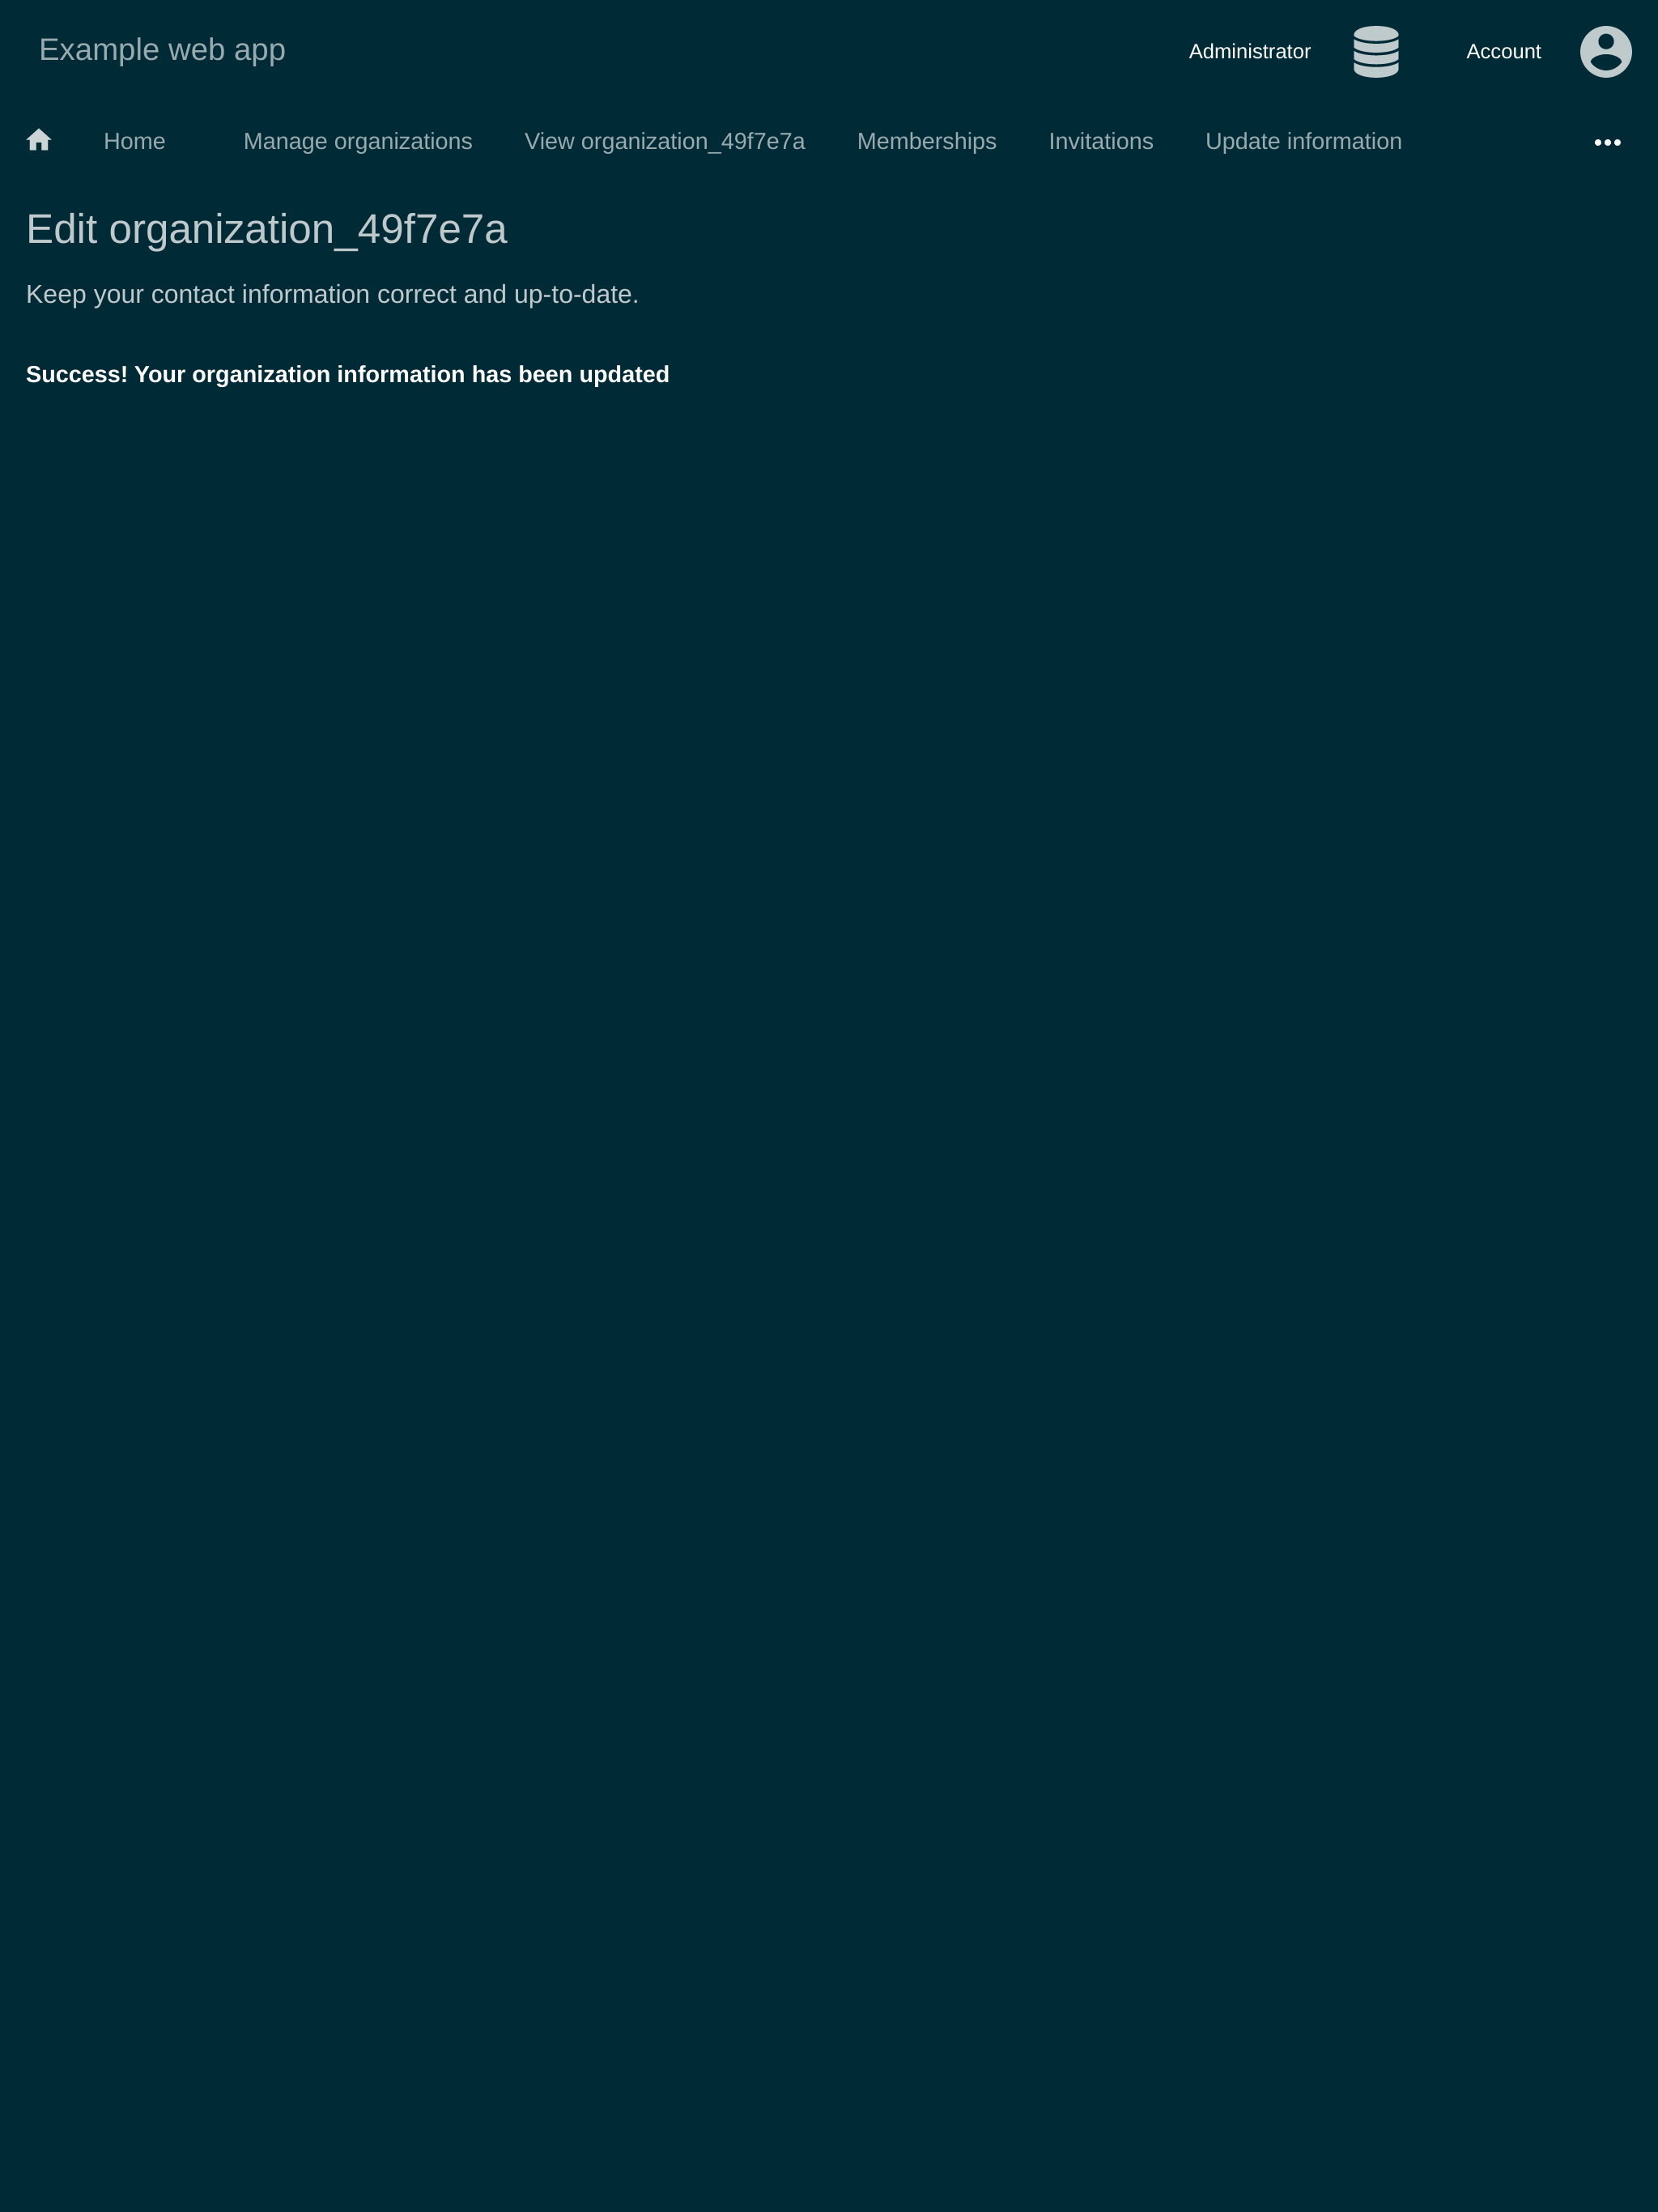 Example web app
Administrator
Account
Home
Manage organizations
View organization_49f7e7a
Memberships
Invitations
Update information
Edit organization_49f7e7a
Keep your contact information correct and up-to-date.
Success! Your organization information has been updated